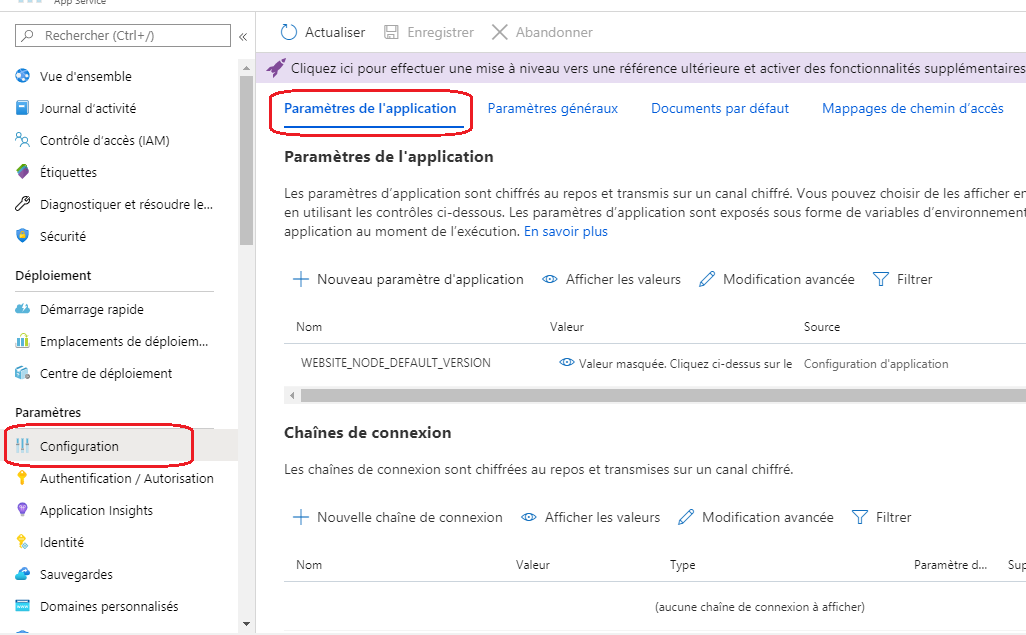 App Service
Rechercher (Ctrl+/)
«
Vue d'ensemble
Journal d'activité
Contrôle d'accès (IAM)
Étiquettes
Diagnostiquer et résoudre le...
Sécurité
Déploiement
Démarrage rapide
Emplacements de déploiem...
Centre de déploiement
Paramètres
Configuration
Authentification / Autorisation
Application Insights
Identité
Sauvegardes
Domaines personnalisés
Actualiser Enregistrer Abandonner
Cliquez ici pour effectuer une mise à niveau vers une référence ultérieure et activer des fonctionnalités supplémentaires
Paramètres de l'application Paramètres généraux Documents par défaut Mappages de chemin d'accès
Paramètres de l'application
Les paramètres d'application sont chiffrés au repos et transmis sur un canal chiffré. Vous pouvez choisir de les afficher en
en utilisant les contrôles ci-dessous. Les paramètres d'application sont exposés sous forme de variables d'environnement
application au moment de l'exécution. En savoir plus
Nouveau paramètre d'application Afficher les valeurs Modification avancée Filtrer
Nom Valeur Source
WEBSITE_NODE_DEFAULT_VERSION Valeur masquée. Cliquez ci-dessus sur le Configuration d'application
Chaînes de connexion
Les chaînes de connexion sont chiffrées au repos et transmises sur un canal chiffré.
Nouvelle chaîne de connexion Afficher les valeurs Modification avancée Filtrer
Nom Valeur Type Paramètre d... Sup
(aucune chaîne de connexion à afficher)